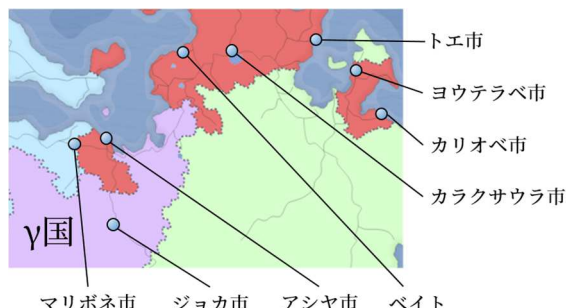 トエ市
ヨウテラベ市
カリオベ市
カラクサウラ市
γ国
マリボネ市
ジョカ市
アシヤ市
ベイト